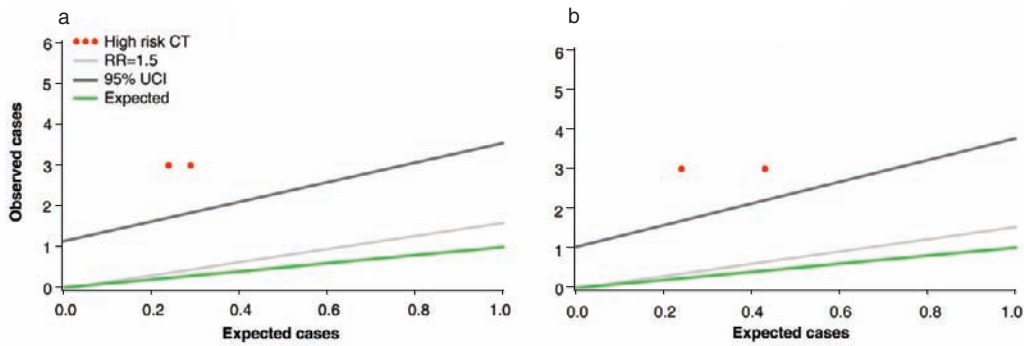 a
High risk CT
RR=1.5
95% UCI
Expected
6
5
4
3
2
1
0
Observed cases
0.0 0.2 0.4 0.6 0.8 1.0
Expected cases
b
6
5
4
3
2
1
0
0.0 0.2 0.4 0.6 0.8 1.0
Expected cases